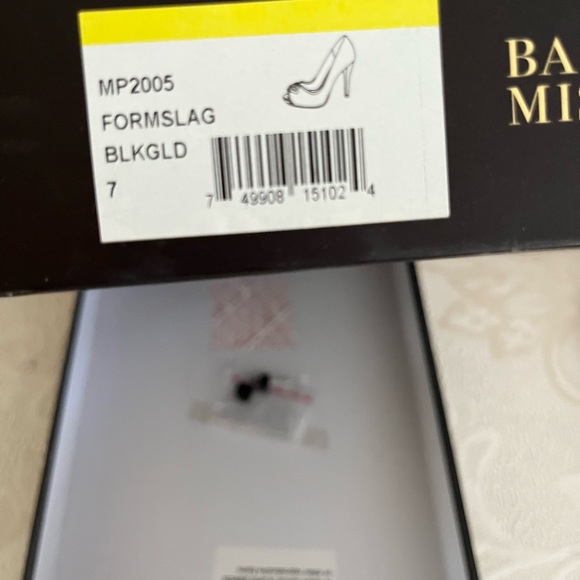 MP2005
FORMSLAG
BLKGLD
7
7 49908 15102 4
BA
MIS